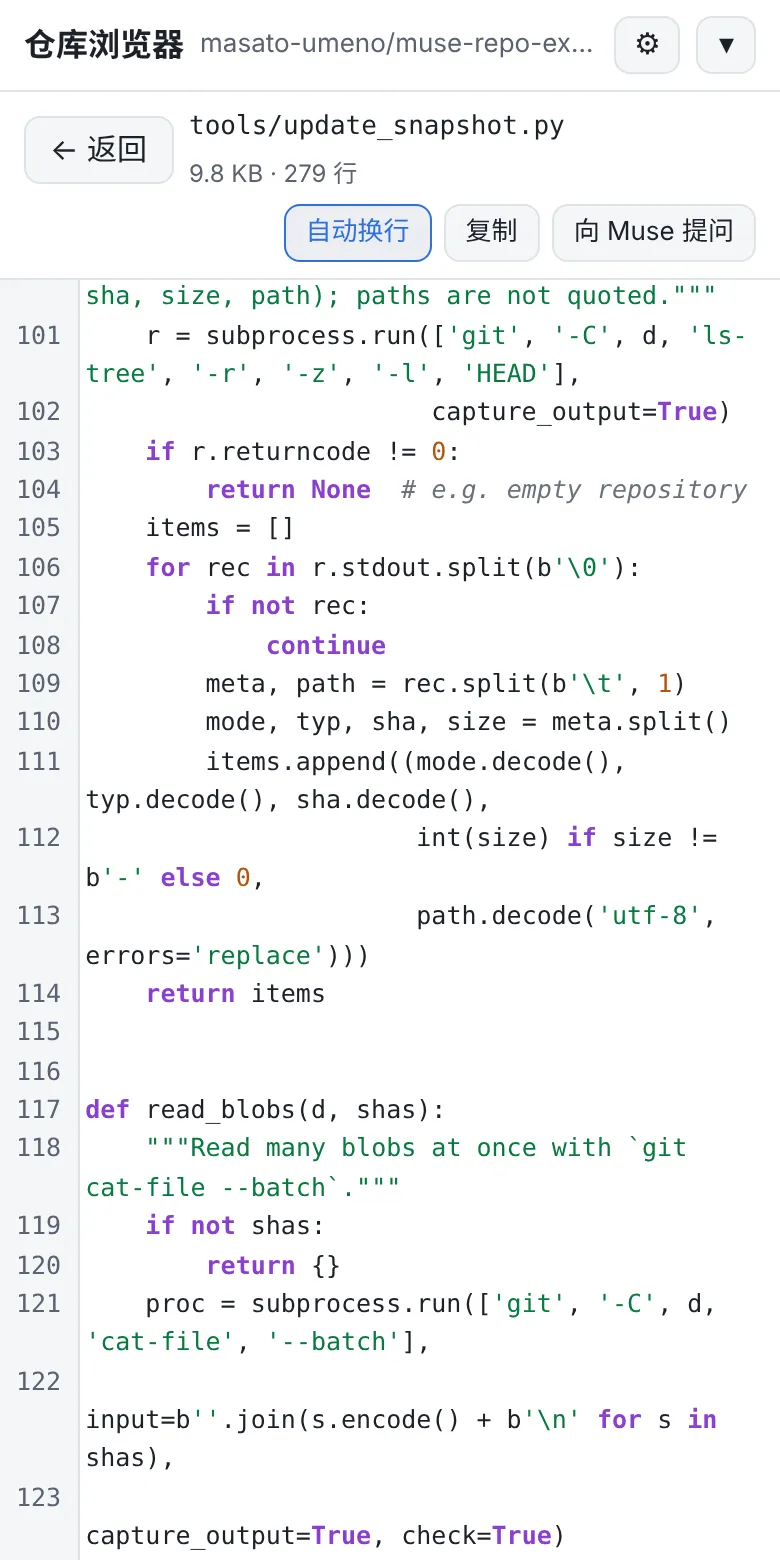 仓库浏览器 masato-umeno/muse-repo-ex... ⚙ ▼
← 返回
tools/update_snapshot.py
9.8 KB · 279 行
自动换行 复制 向 Muse 提问
sha, size, path); paths are not quoted."""
101     r = subprocess.run(['git', '-C', d, 'ls-
tree', '-r', '-z', '-l', 'HEAD'],
102                        capture_output=True)
103     if r.returncode != 0:
104         return None  # e.g. empty repository
105     items = []
106     for rec in r.stdout.split(b'\0'):
107         if not rec:
108             continue
109         meta, path = rec.split(b'\t', 1)
110         mode, typ, sha, size = meta.split()
111         items.append((mode.decode(),
typ.decode(), sha.decode(),
112                       int(size) if size !=
b'-' else 0,
113                       path.decode('utf-8',
errors='replace')))
114     return items
115
116
117 def read_blobs(d, shas):
118     """Read many blobs at once with `git
cat-file --batch`."""
119     if not shas:
120         return {}
121     proc = subprocess.run(['git', '-C', d,
'cat-file', '--batch'],
122
input=b''.join(s.encode() + b'\n' for s in
shas),
123
capture_output=True, check=True)